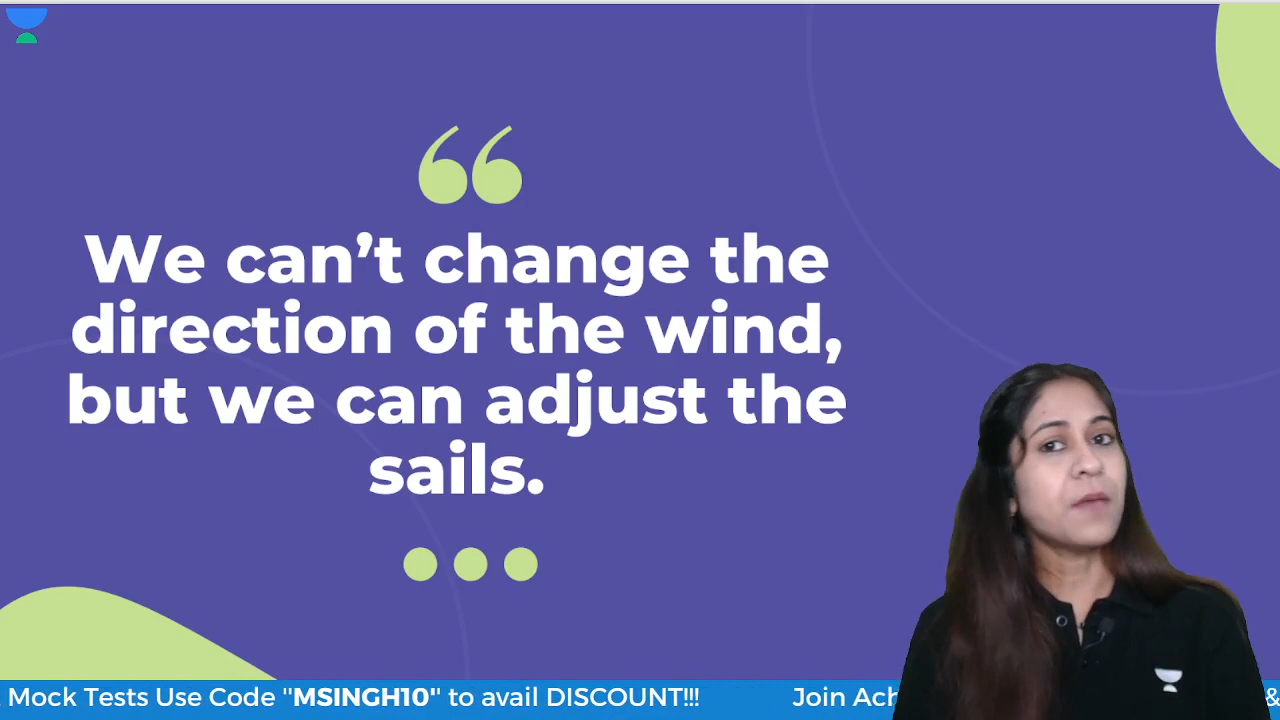 We can’t change the
direction of the wind,
but we can adjust the
sails.
Mock Tests Use Code "MSINGH10" to avail DISCOUNT!!! Join &